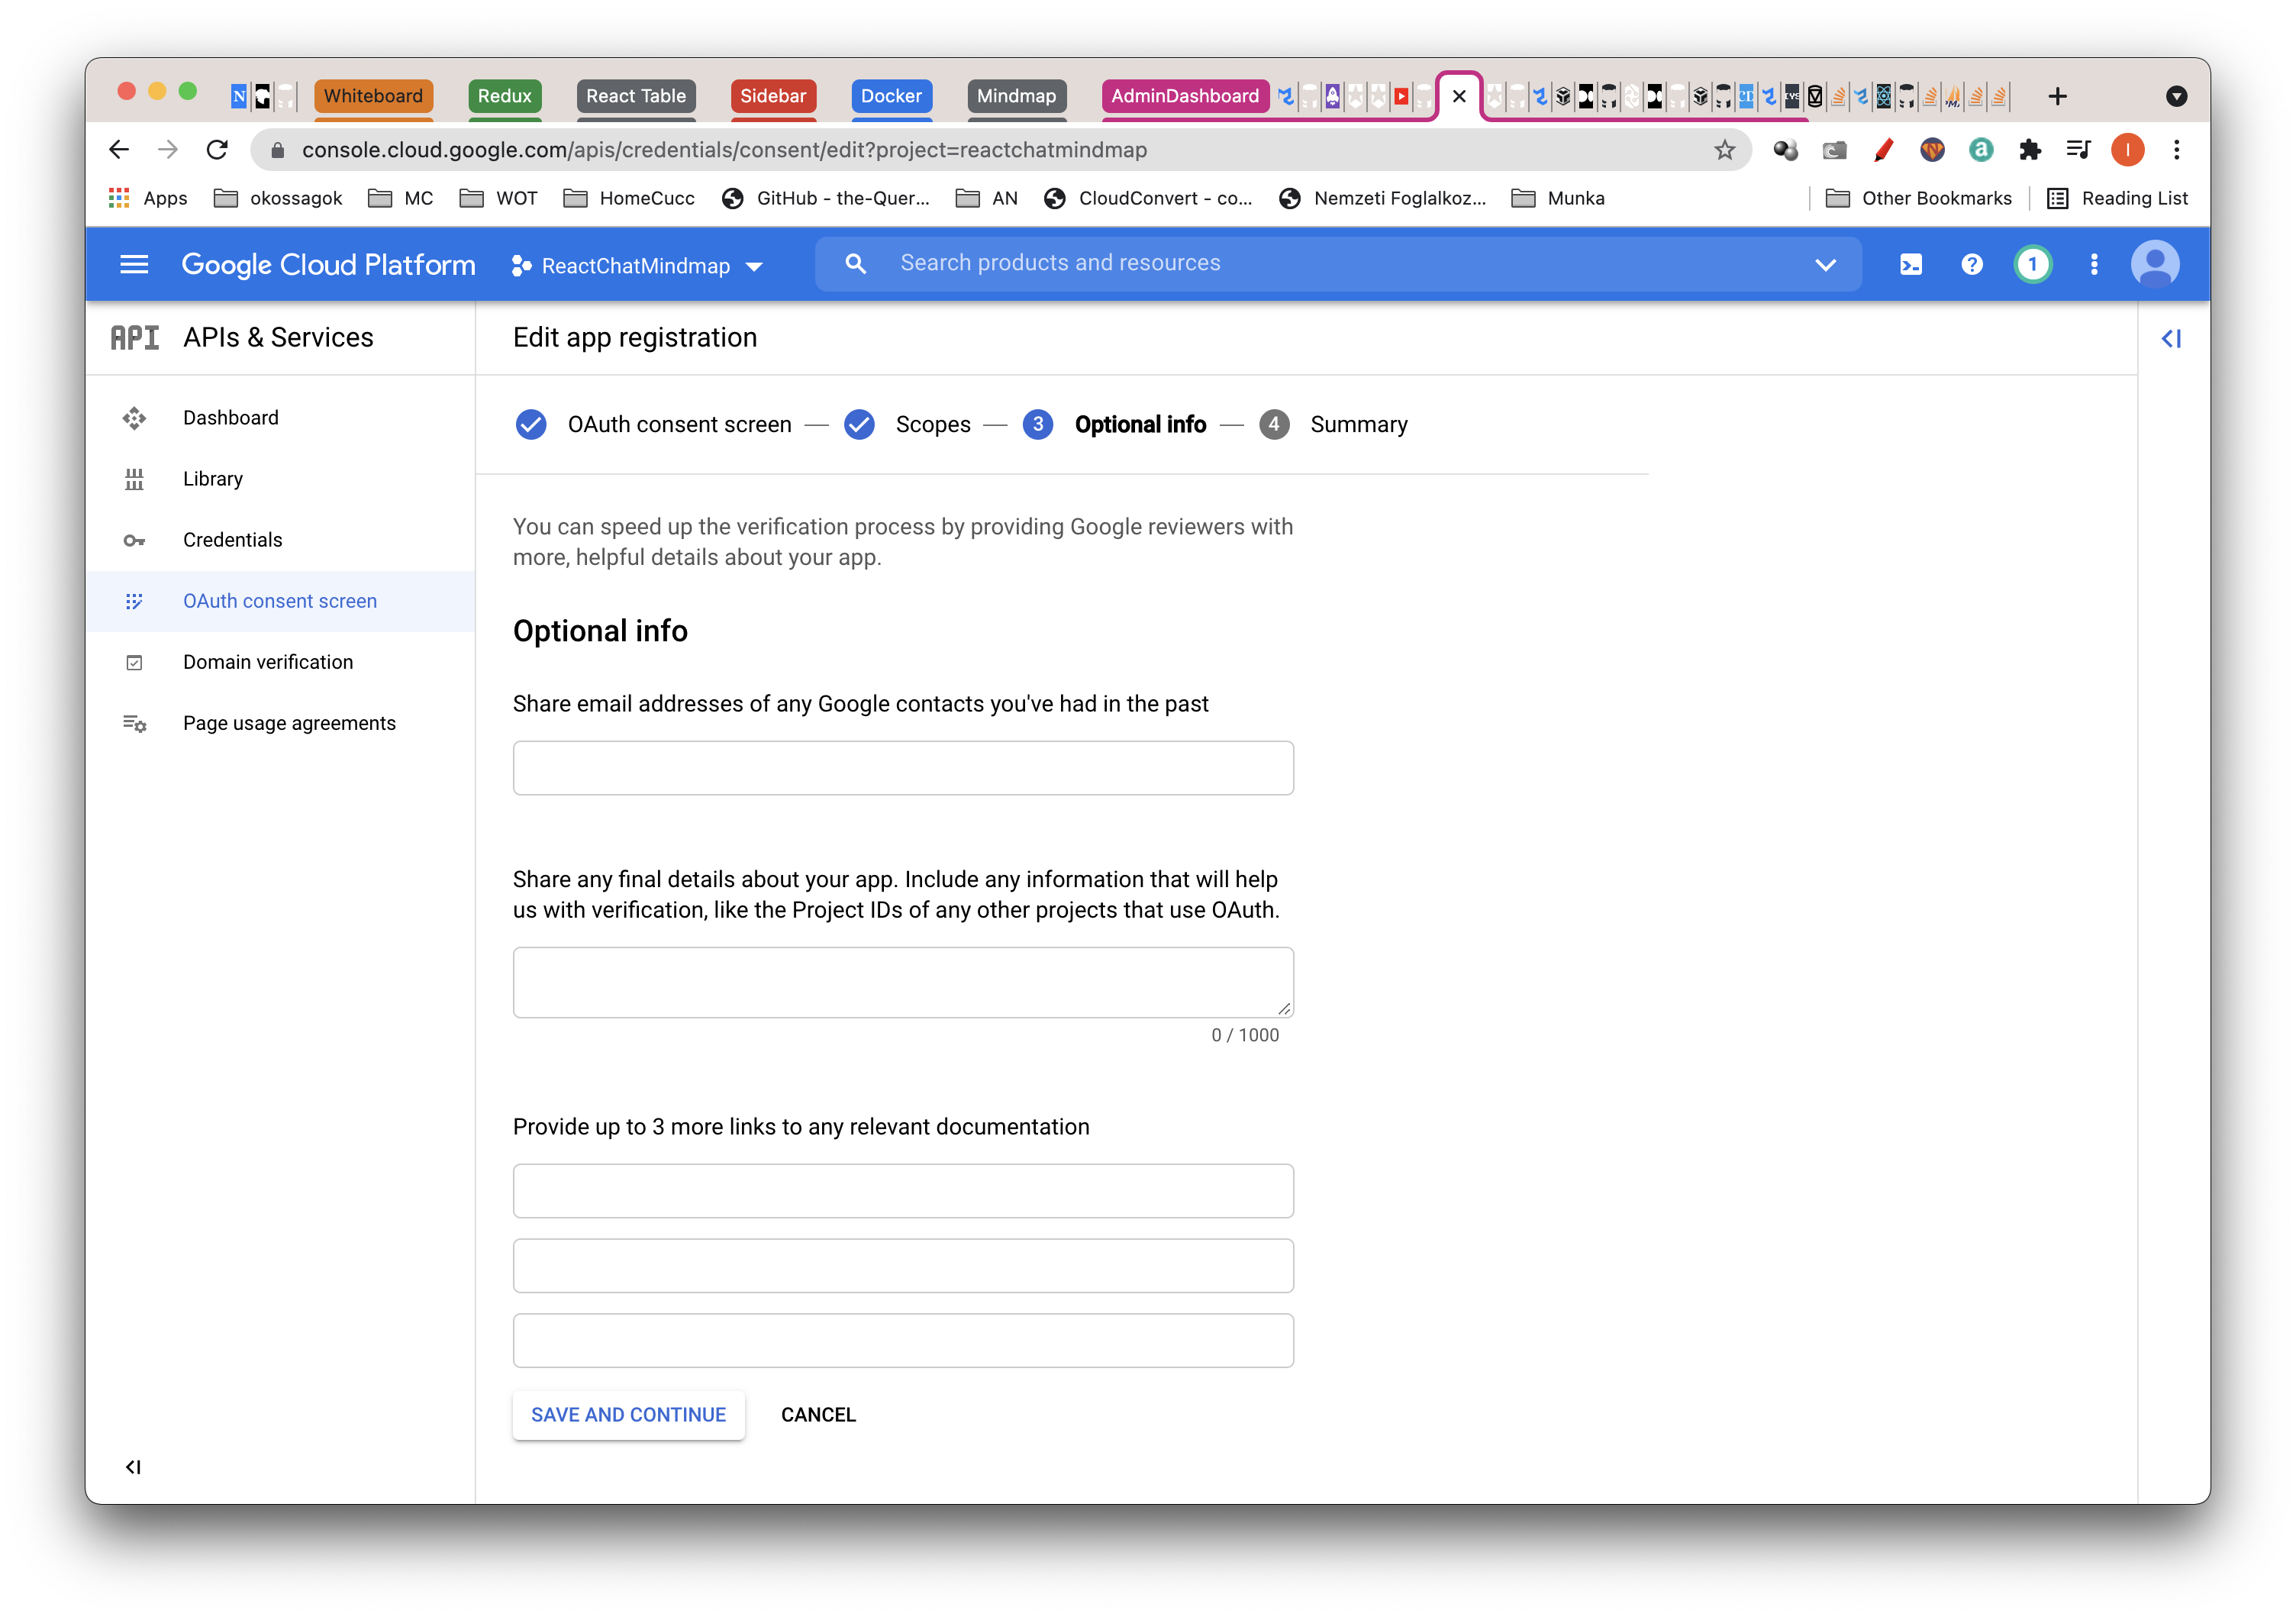 Whiteboard Redux React Table Sidebar Docker Mindmap AdminDashboard
console.cloud.google.com/apis/credentials/consent/edit?project=reactchatmindmap
Apps okossagok MC WOT HomeCucc GitHub - the-Quer... AN CloudConvert - co... Nemzeti Foglalkoz... Munka Other Bookmarks Reading List
Google Cloud Platform ReactChatMindmap Search products and resources 1
API APIs & Services
Edit app registration
Dashboard
Library
Credentials
OAuth consent screen
Domain verification
Page usage agreements
OAuth consent screen — Scopes — 3 Optional info — 4 Summary
You can speed up the verification process by providing Google reviewers with
more, helpful details about your app.
Optional info
Share email addresses of any Google contacts you've had in the past
Share any final details about your app. Include any information that will help
us with verification, like the Project IDs of any other projects that use OAuth.
0 / 1000
Provide up to 3 more links to any relevant documentation
SAVE AND CONTINUE CANCEL